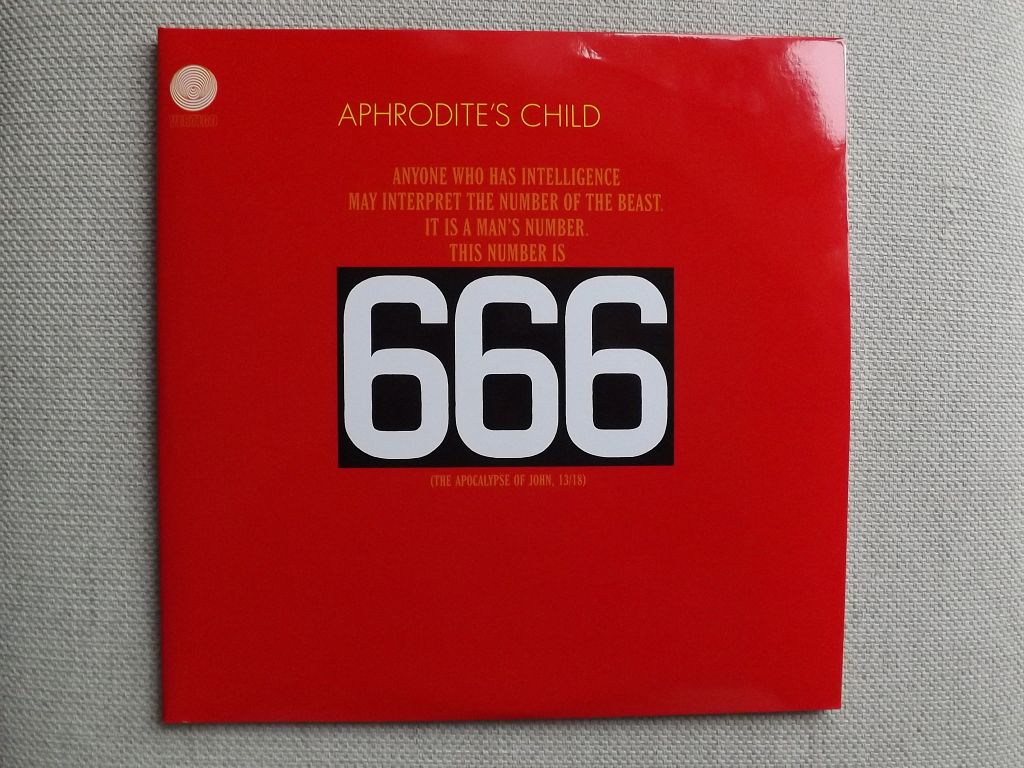 VERTIGO
APHRODITE'S CHILD
ANYONE WHO HAS INTELLIGENCE
MAY INTERPRET THE NUMBER OF THE BEAST.
IT IS A MAN'S NUMBER.
THIS NUMBER IS
666
(THE APOCALYPSE OF JOHN, 13/18)